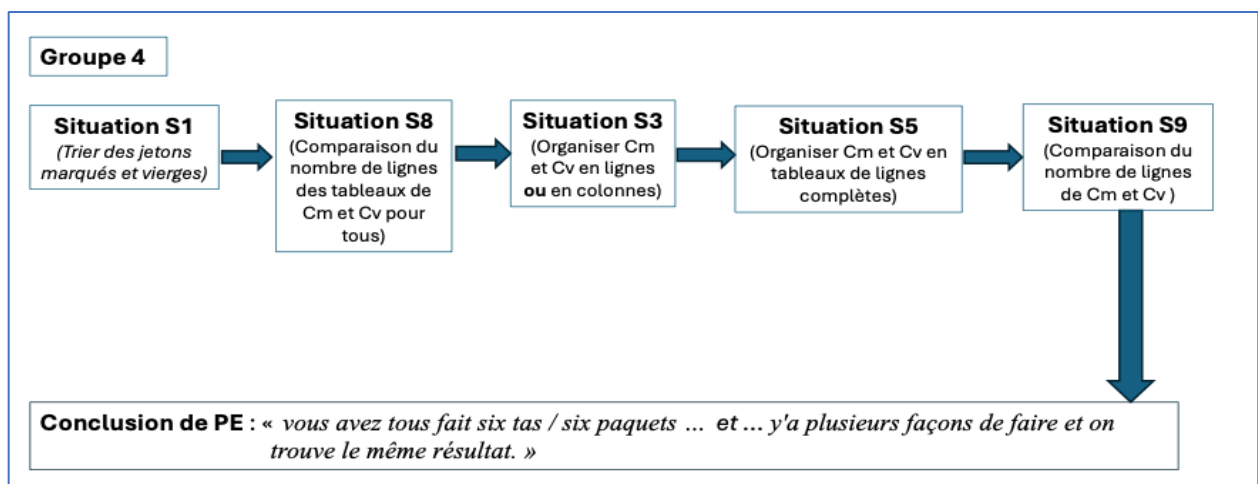 Groupe 4
Situation S1
(Trier des jetons
marqués et vierges)
Situation S8
(Comparaison du
nombre de lignes
des tableaux de
Cm et Cv pour
tous)
Situation S3
(Organiser Cm
et Cv en lignes
ou en colonnes)
Situation S5
(Organiser Cm et Cv en
tableaux de lignes
complètes)
Situation S9
(Comparaison du
nombre de lignes
de Cm et Cv )
Conclusion de PE : « vous avez tous fait six tas / six paquets ... et ... y'a plusieurs façons de faire et on
trouve le même résultat. »